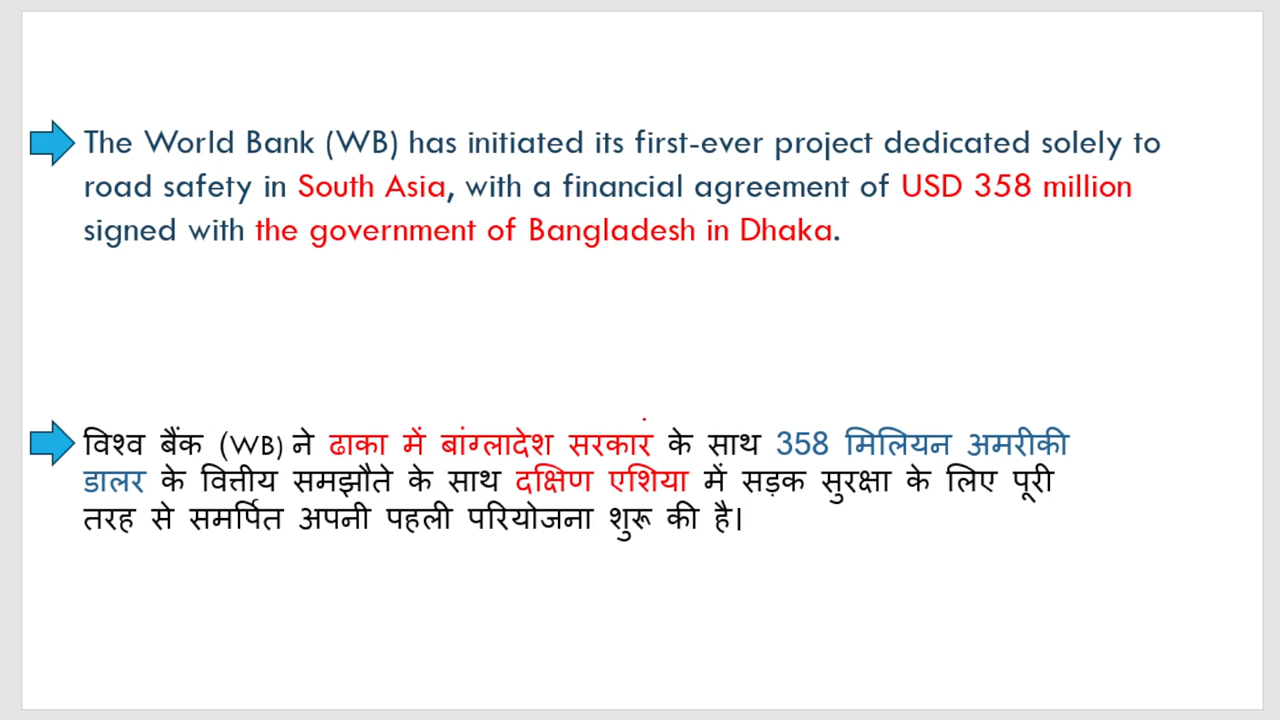 The World Bank (WB) has initiated its first-ever project dedicated solely to
road safety in South Asia, with a financial agreement of USD 358 million
signed with the government of Bangladesh in Dhaka.
विश्व बैंक (WB) ने ढाका में बांग्लादेश सरकार के साथ 358 मिलियन अमरीकी
डालर के वित्तीय समझौते के साथ दक्षिण एशिया में सड़क सुरक्षा के लिए पूरी
तरह से समर्पित अपनी पहली परियोजना शुरू की है।